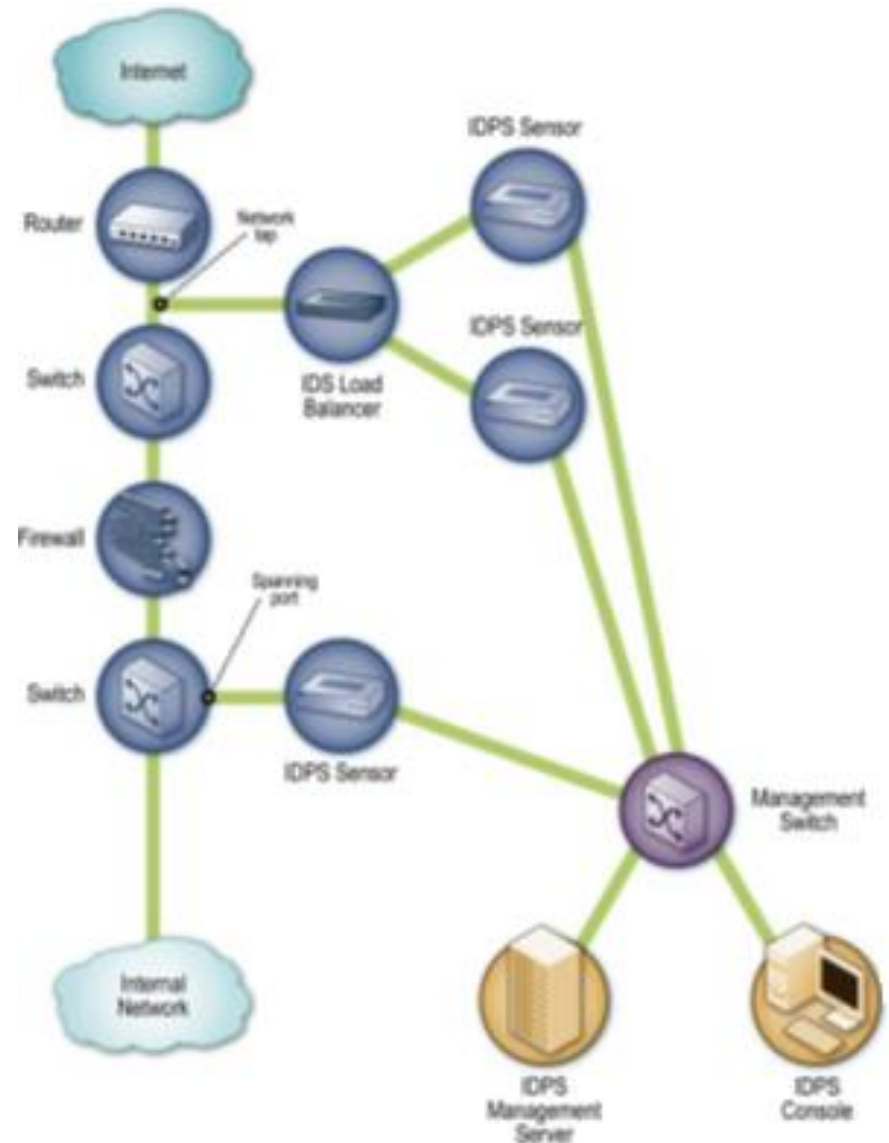 Internet
IDPS Sensor
Router
Network
tap
IDPS Sensor
Switch
IDS Load
Balancer
Firewall
Spanning
port
Switch
IDPS Sensor
Management
Switch
Internal
Network
IDPS
Management
Server
IDPS
Console